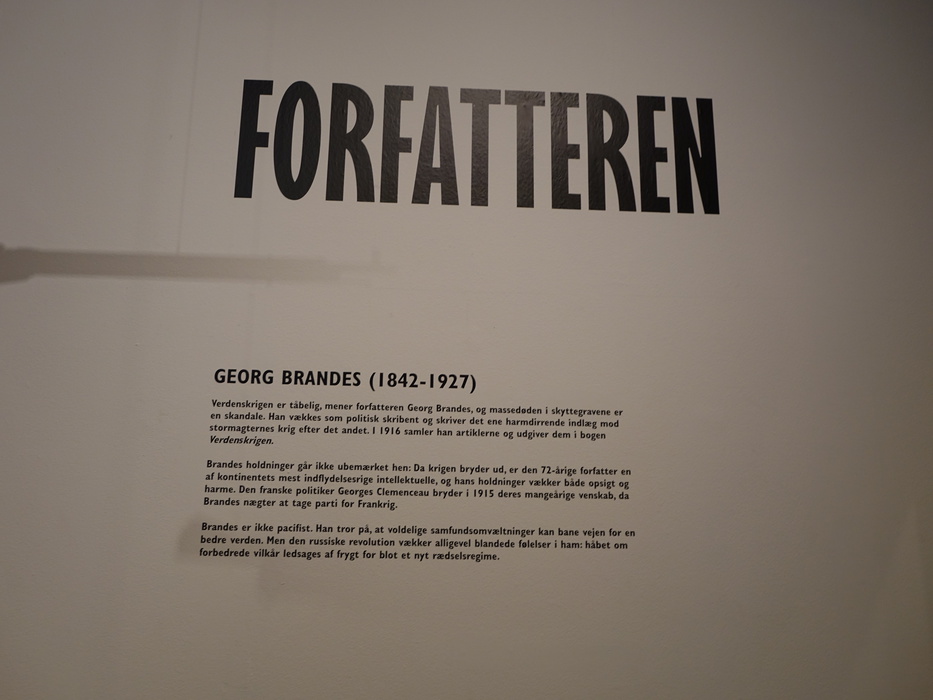 FORFATTEREN
GEORG BRANDES (1842-1927)
Verdenskrigen er tåbelig, mener forfatteren Georg Brandes, og massedøden i skyttegravene er
en skandale. Han vækkes som politisk skribent og skriver det ene harmdirrende indlæg mod
stormagternes krig efter det andet. I 1916 samler han artiklerne og udgiver dem i bogen
Verdenskrigen.
Brandes holdninger går ikke ubemærket hen: Da krigen bryder ud, er den 72-årige forfatter en
af kontinentets mest indflydelsesrige intellektuelle, og hans holdninger vækker både opsigt og
harme. Den franske politiker Georges Clemenceau bryder i 1915 deres mangeårige venskab, da
Brandes nægter at tage parti for Frankrig.
Brandes er ikke pacifist. Han tror på, at voldelige samfundsomvæltninger kan bane vejen for en
bedre verden. Men den russiske revolution vækker alligevel blandede følelser i ham: håbet om
forbedrede vilkår ledsages af frygt for blot et nyt rædselsregime.